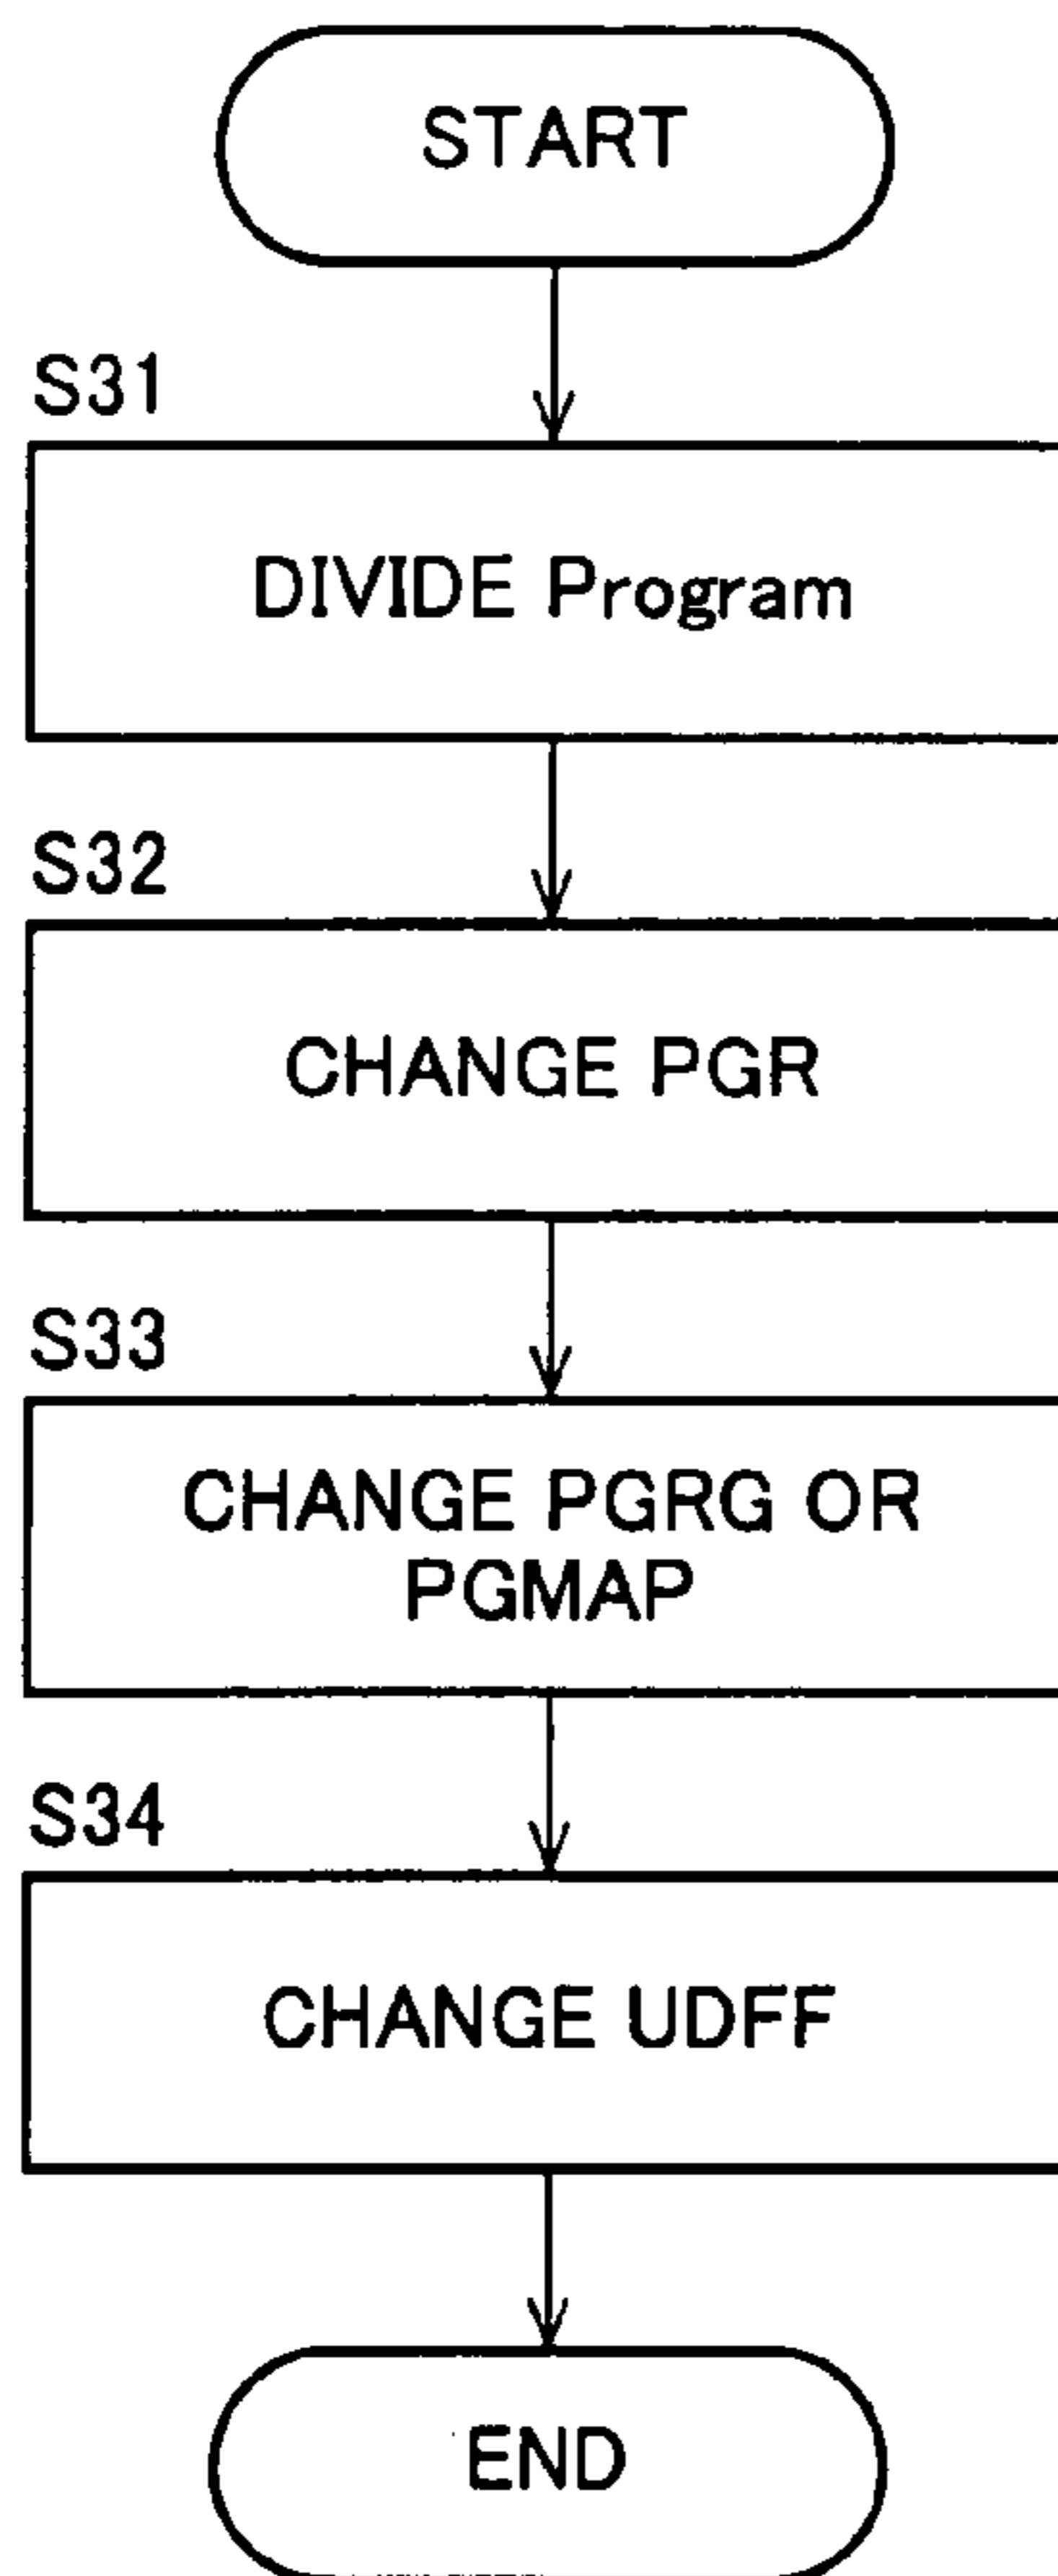 START
S31
DIVIDE Program
S32
CHANGE PGR
S33
CHANGE PGRG OR
PGMAP
S34
CHANGE UDFF
END